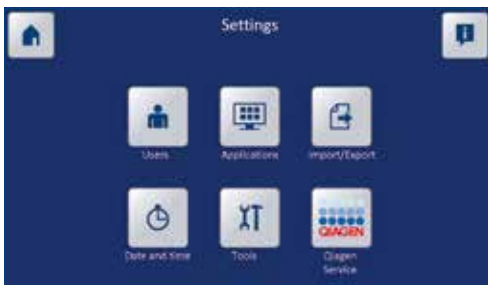 Settings
Users
Applications
Import/Export
QIAGEN
Date and time
Tools
Qiagen
Service